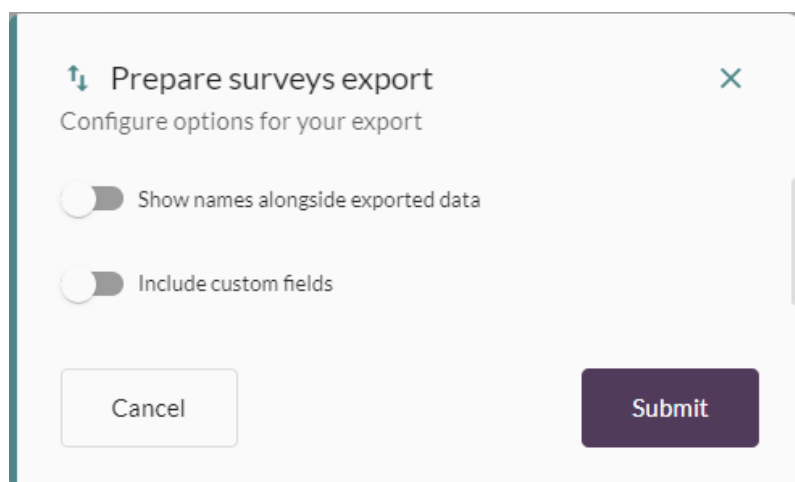 Prepare surveys export
Configure options for your export
Show names alongside exported data
Include custom fields
Cancel
Submit